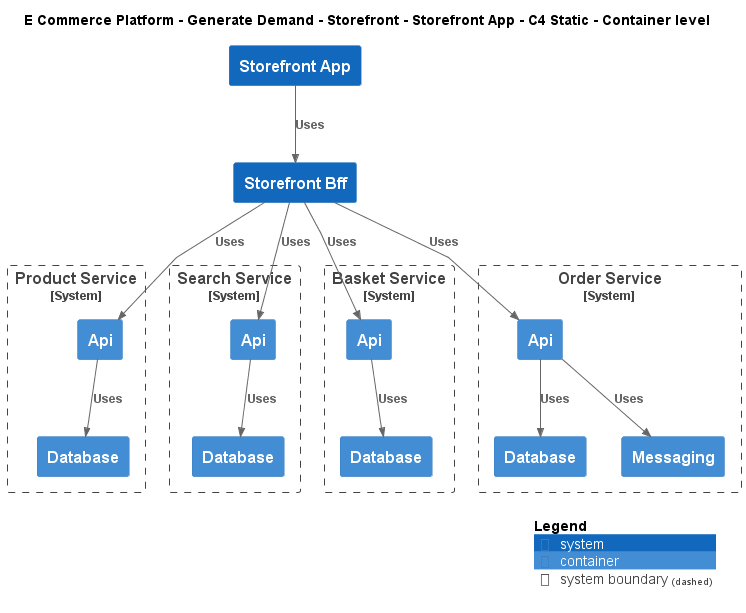 E Commerce Platform - Generate Demand - Storefront - Storefront App - C4 Static - Container level
Storefront App
Uses
Storefront Bff
Uses
Uses
Uses
Uses
Product Service
[System]
Search Service
[System]
Basket Service
[System]
Order Service
[System]
Api
Api
Api
Api
Uses
Uses
Uses
Uses
Uses
Database
Database
Database
Database
Messaging
Legend
system
container
system boundary (dashed)